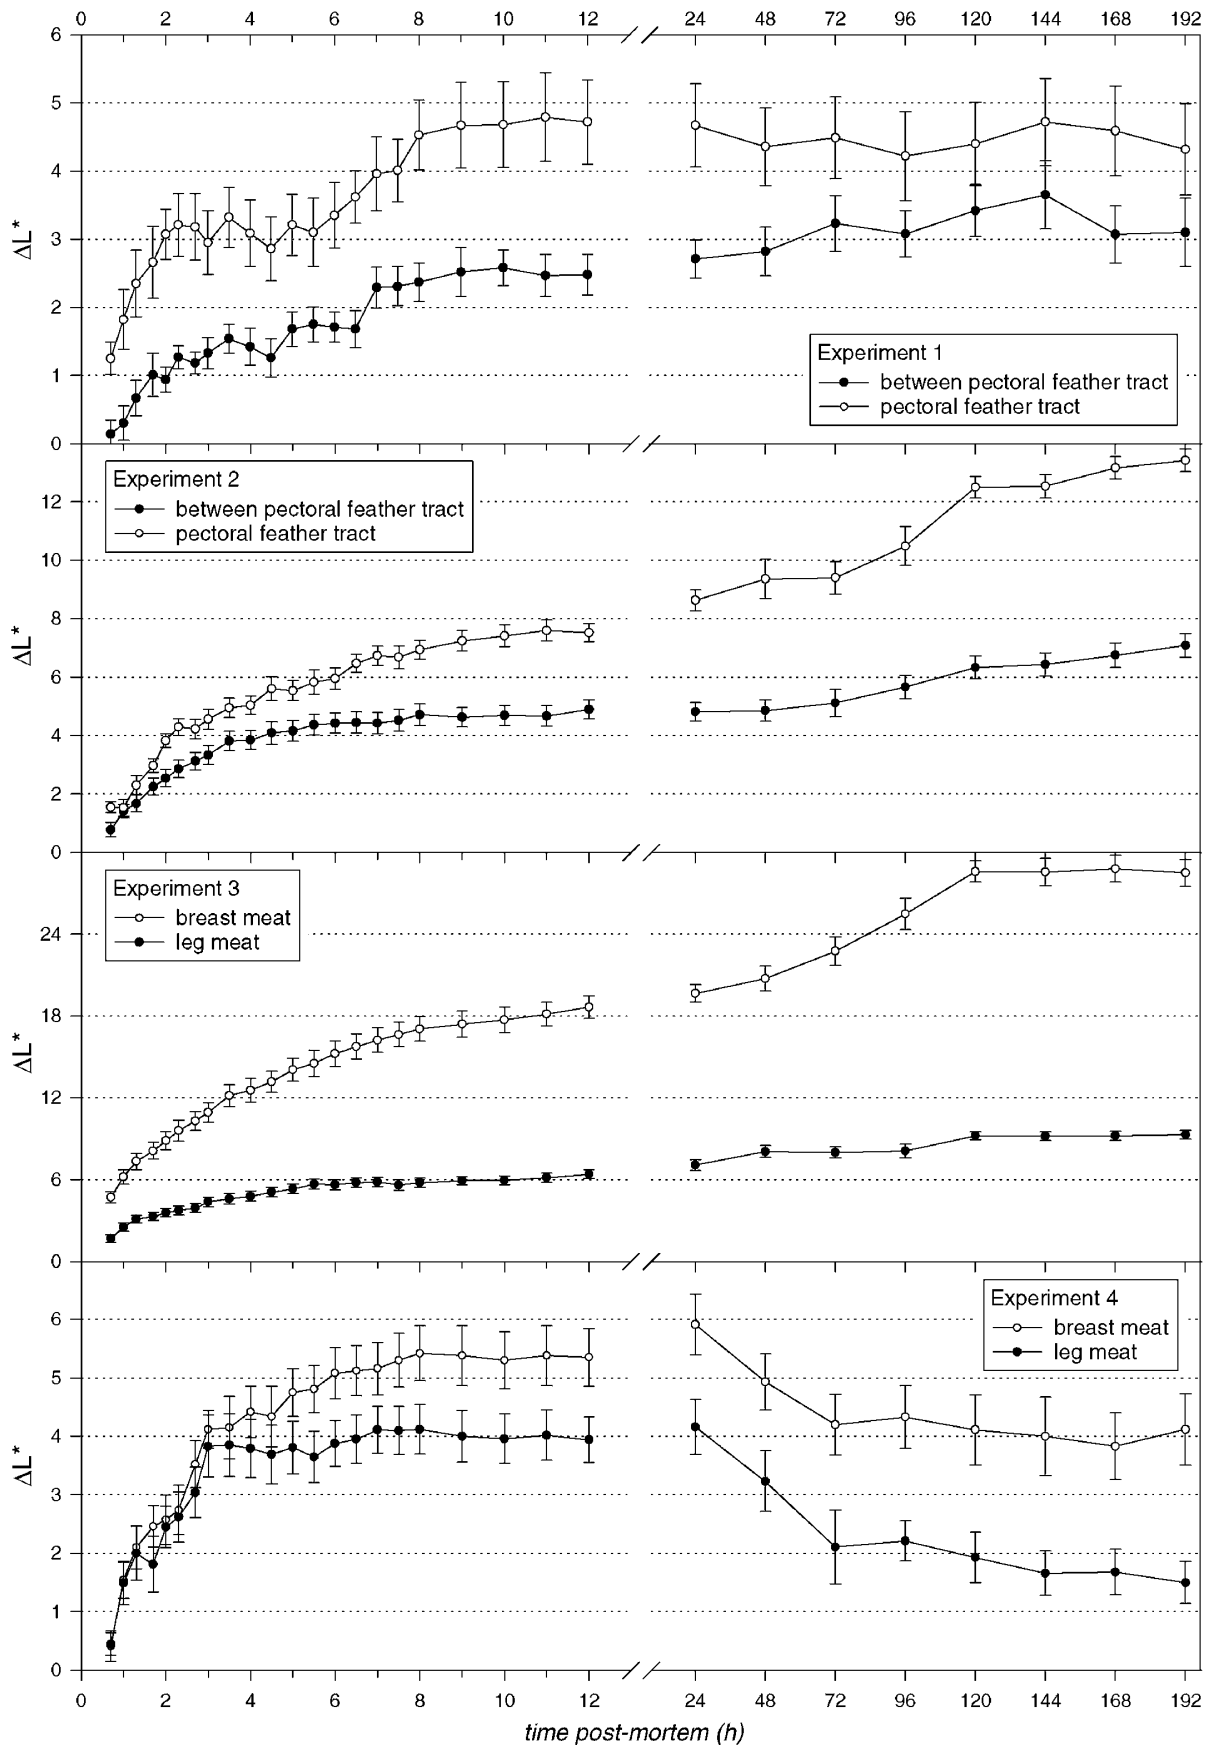 0 2 4 6 8 10 12 24 48 72 96 120 144 168 192
6
5
4
3
2
1
0
ΔL*
Experiment 1
between pectoral feather tract
pectoral feather tract
12
10
8
6
4
2
0
ΔL*
Experiment 2
between pectoral feather tract
pectoral feather tract
24
18
12
6
0
ΔL*
Experiment 3
breast meat
leg meat
6
5
4
3
2
1
0
ΔL*
Experiment 4
breast meat
leg meat
0 2 4 6 8 10 12 24 48 72 96 120 144 168 192
time post-mortem (h)